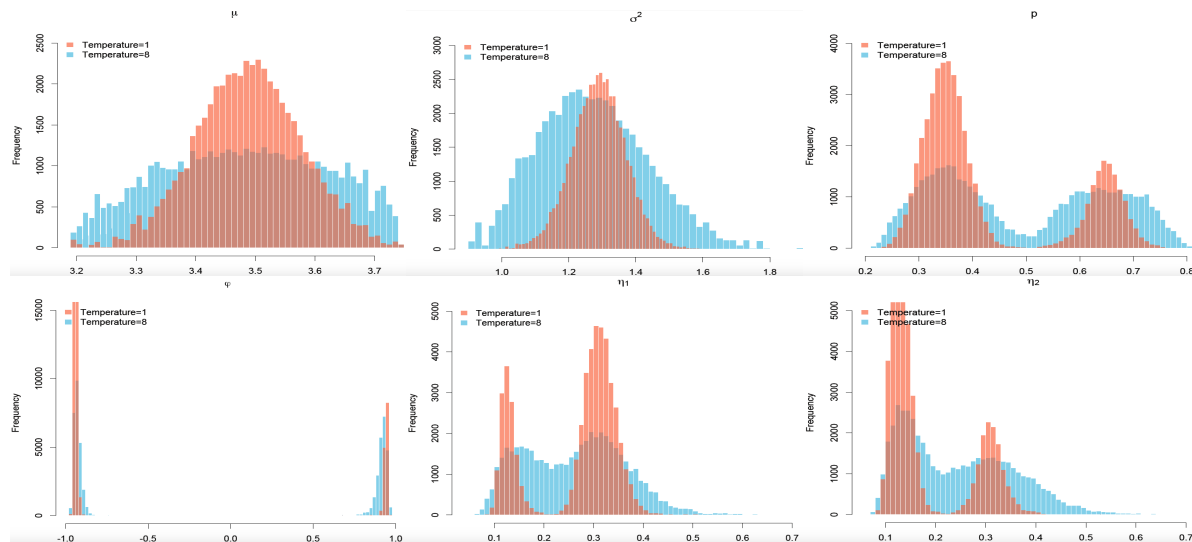 μ
Temperature=1
Temperature=8
Frequency
2500
2000
1500
1000
500
0
3.2 3.3 3.4 3.5 3.6 3.7
σ²
Temperature=1
Temperature=8
Frequency
3000
2500
2000
1500
1000
500
0
1.0 1.2 1.4 1.6 1.8
p
Temperature=1
Temperature=8
Frequency
4000
3000
2000
1000
0
0.2 0.3 0.4 0.5 0.6 0.7 0.8
φ
Temperature=1
Temperature=8
Frequency
15000
10000
5000
0
-1.0 -0.5 0.0 0.5 1.0
η1
Temperature=1
Temperature=8
Frequency
5000
4000
3000
2000
1000
0
0.1 0.2 0.3 0.4 0.5 0.6 0.7
η2
Temperature=1
Temperature=8
Frequency
5000
4000
3000
2000
1000
0
0.1 0.2 0.3 0.4 0.5 0.6 0.7